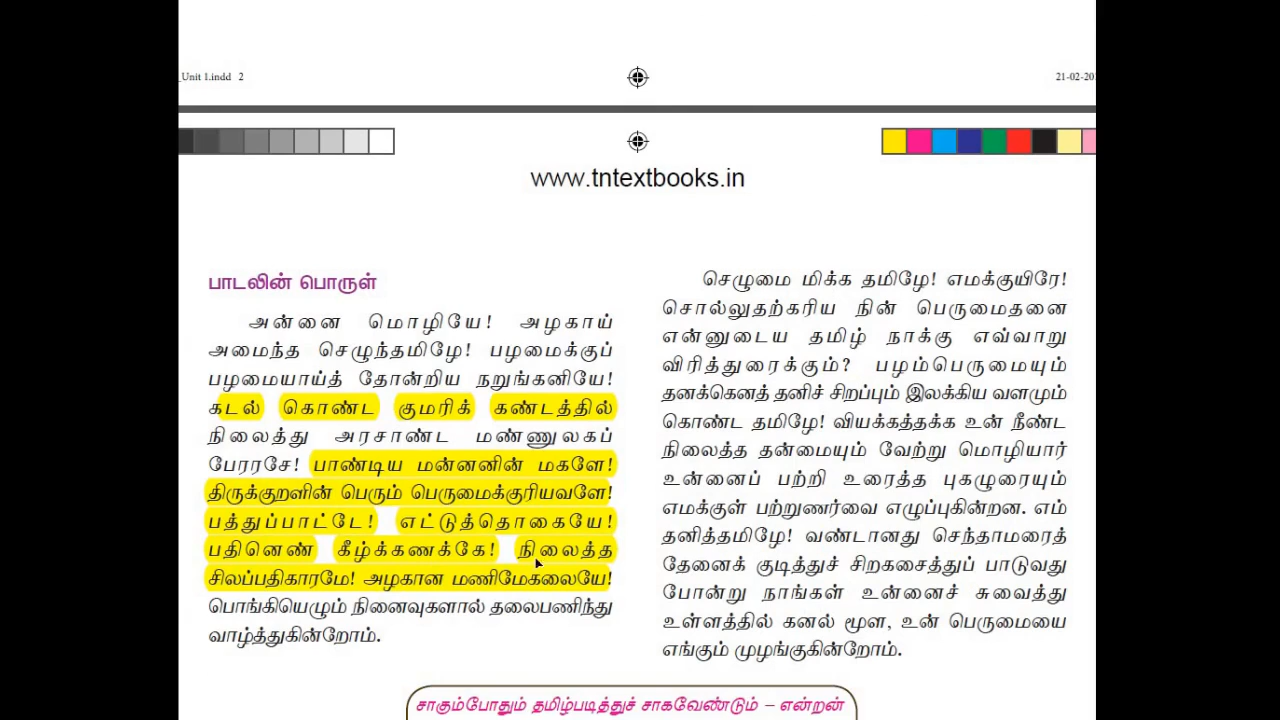 _Unit 1.indd 2
21-02-20
www.tntextbooks.in
பாடலின் பொருள்
அன்னை மொழியே! அழகாய்
அமைந்த செழுந்தமிழே! பழமைக்குப்
பழமையாய்த் தோன்றிய நறுங்கனியே!
கடல் கொண்ட குமரிக் கண்டத்தில்
நிலைத்து அரசாண்ட மண்ணுலகப்
பேரரசே! பாண்டிய மன்னனின் மகளே!
திருக்குறளின் பெரும் பெருமைக்குரியவளே!
பத்துப்பாட்டே! எட்டுத்தொகையே!
பதினெண் கீழ்க்கணக்கே! நிலைத்த
சிலப்பதிகாரமே! அழகான மணிமேகலையே!
பொங்கியெழும் நினைவுகளால் தலைபணிந்து
வாழ்த்துகின்றோம்.
செழுமை மிக்க தமிழே! எமக்குயிரே!
சொல்லுதற்கரிய நின் பெருமைதனை
என்னுடைய தமிழ் நாக்கு எவ்வாறு
விரித்துரைக்கும்? பழம்பெருமையும்
தனக்கெனத் தனிச் சிறப்பும் இலக்கிய வளமும்
கொண்ட தமிழே! வியக்கத்தக்க உன் நீண்ட
நிலைத்த தன்மையும் வேற்று மொழியார்
உன்னைப் பற்றி உரைத்த புகழுரையும்
எமக்குள் பற்றுணர்வை எழுப்புகின்றன. எம்
தனித்தமிழே! வண்டானது செந்தாமரைத்
தேனைக் குடித்துச் சிறகசைத்துப் பாடுவது
போன்று நாங்கள் உன்னைச் சுவைத்து
உள்ளத்தில் கனல் மூள, உன் பெருமையை
எங்கும் முழங்குகின்றோம்.
சாகும்போதும் தமிழ்படித்துச் சாகவேண்டும் – என்றன்